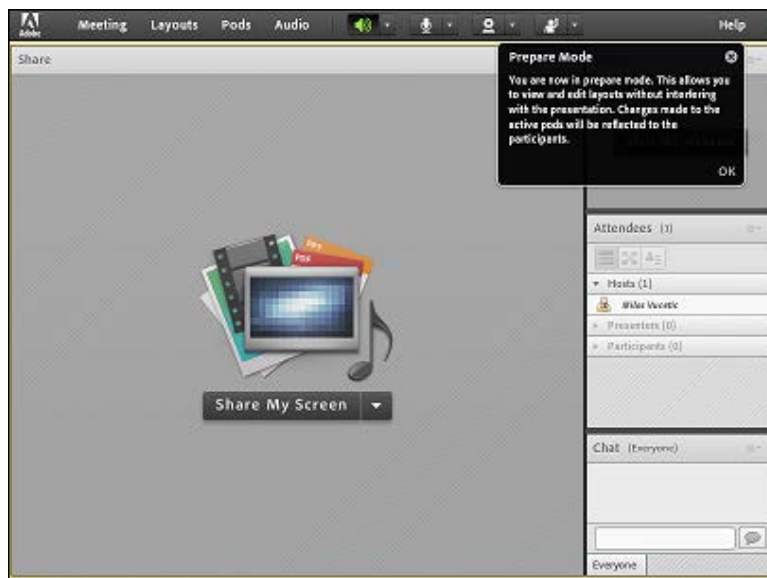 Adobe
Meeting Layouts Pods Audio Help
Share
Prepare Mode
You are now in prepare mode. This allows you
to view and edit layouts without interfering
with the presentation. Changes made to the
active pods will be reflected to the
participants.
OK
PPT
PDF
Share My Screen
Attendees (1)
Hosts (1)
Presenters (0)
Participants (0)
Chat (Everyone)
Everyone